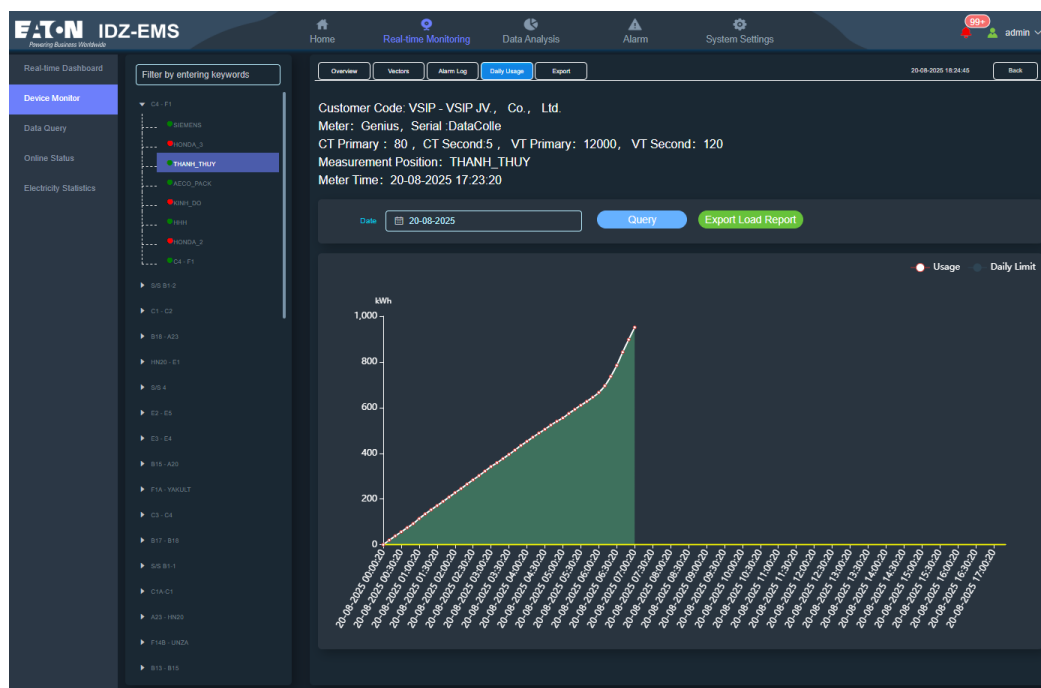 EATON IDZ-EMS
Powering Business Worldwide
Home
Real-time Monitoring
Data Analysis
Alarm
System Settings
99+
admin
Real-time Dashboard
Device Monitor
Data Query
Online Status
Electricity Statistics
Filter by entering keywords
C4 - F1
SIEMENS
HONDA_3
THANH_THUY
AECO_PACK
KINH_DO
HHH
HONDA_2
C4 - F1
S/S B1-2
C1 - C2
B18 - A23
HN20 - E1
S/S 4
E2 - E5
E3 - E4
B15 - A20
F1A - YAKULT
C3 - C4
B17 - B16
S/S B1-1
C1A-C1
A23 - HN20
F14B - UNZA
B13 - B15
Overview
Vectors
Alarm Log
Daily Usage
Export
20-08-2025 18:24:45
Back
Customer Code: VSIP - VSIP JV., Co., Ltd.
Meter: Genius, Serial :DataColle
CT Primary : 80 , CT Second:5 , VT Primary: 12000, VT Second: 120
Measurement Position: THANH_THUY
Meter Time: 20-08-2025 17:23:20
Date
20-08-2025
Query
Export Load Report
Usage
Daily Limit
kWh
1,000
800
600
400
200
0
20-08-2025 00:00:20
20-08-2025 00:30:20
20-08-2025 01:00:20
20-08-2025 01:30:20
20-08-2025 02:00:20
20-08-2025 02:30:20
20-08-2025 03:00:20
20-08-2025 03:30:20
20-08-2025 04:00:20
20-08-2025 04:30:20
20-08-2025 05:00:20
20-08-2025 05:30:20
20-08-2025 06:00:20
20-08-2025 06:30:20
20-08-2025 07:00:20
20-08-2025 07:30:20
20-08-2025 08:00:20
20-08-2025 08:30:20
20-08-2025 09:00:20
20-08-2025 09:30:20
20-08-2025 10:00:20
20-08-2025 10:30:20
20-08-2025 11:00:20
20-08-2025 11:30:20
20-08-2025 12:00:20
20-08-2025 12:30:20
20-08-2025 13:00:20
20-08-2025 13:30:20
20-08-2025 14:00:20
20-08-2025 14:30:20
20-08-2025 15:00:20
20-08-2025 15:30:20
20-08-2025 16:00:20
20-08-2025 16:30:20
20-08-2025 17:00:20